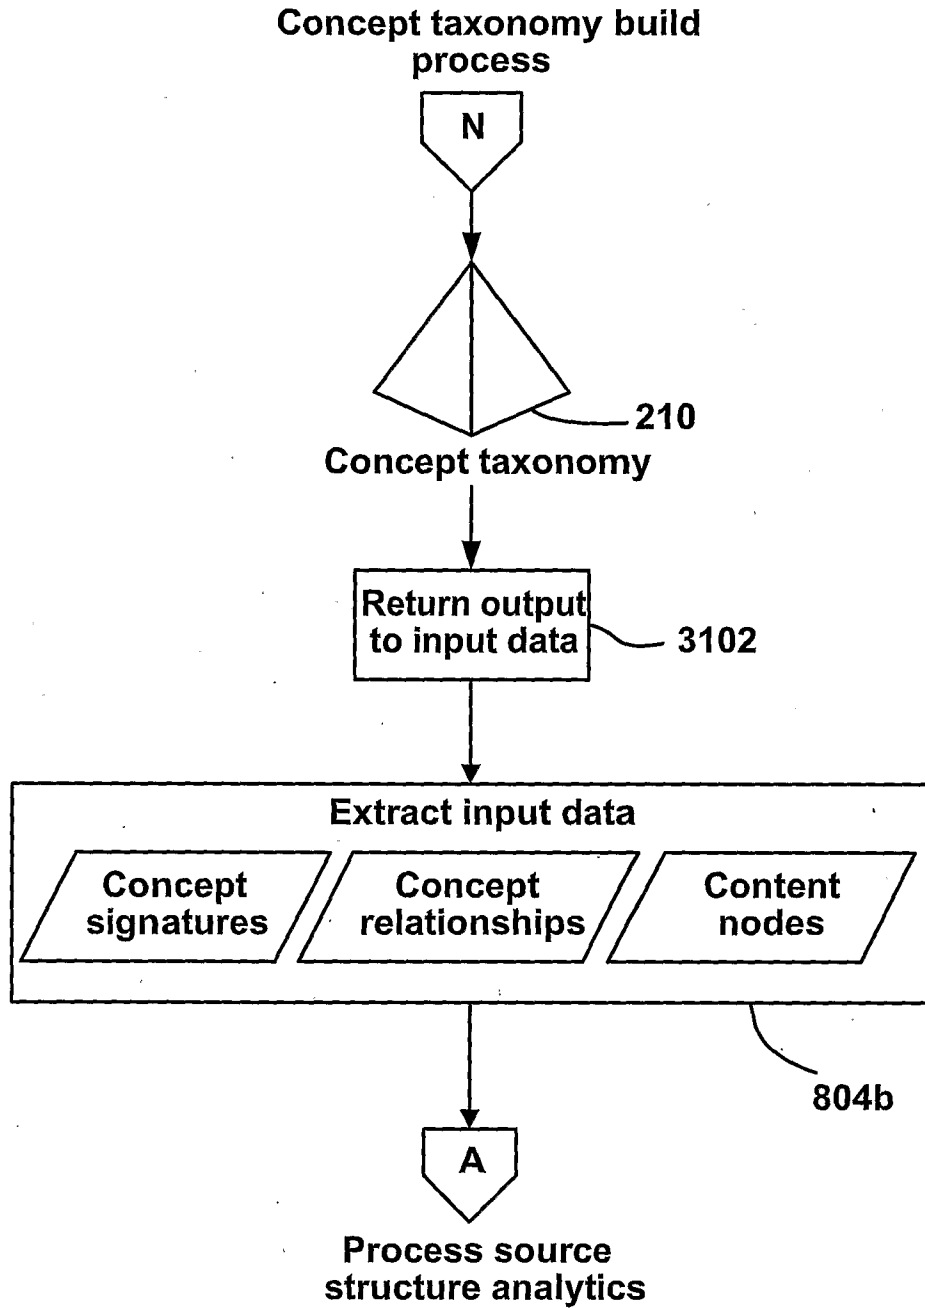 Concept taxonomy build
process
N
210
Concept taxonomy
Return output
to input data
3102
Extract input data
Concept
signatures
Concept
relationships
Content
nodes
804b
A
Process source
structure analytics